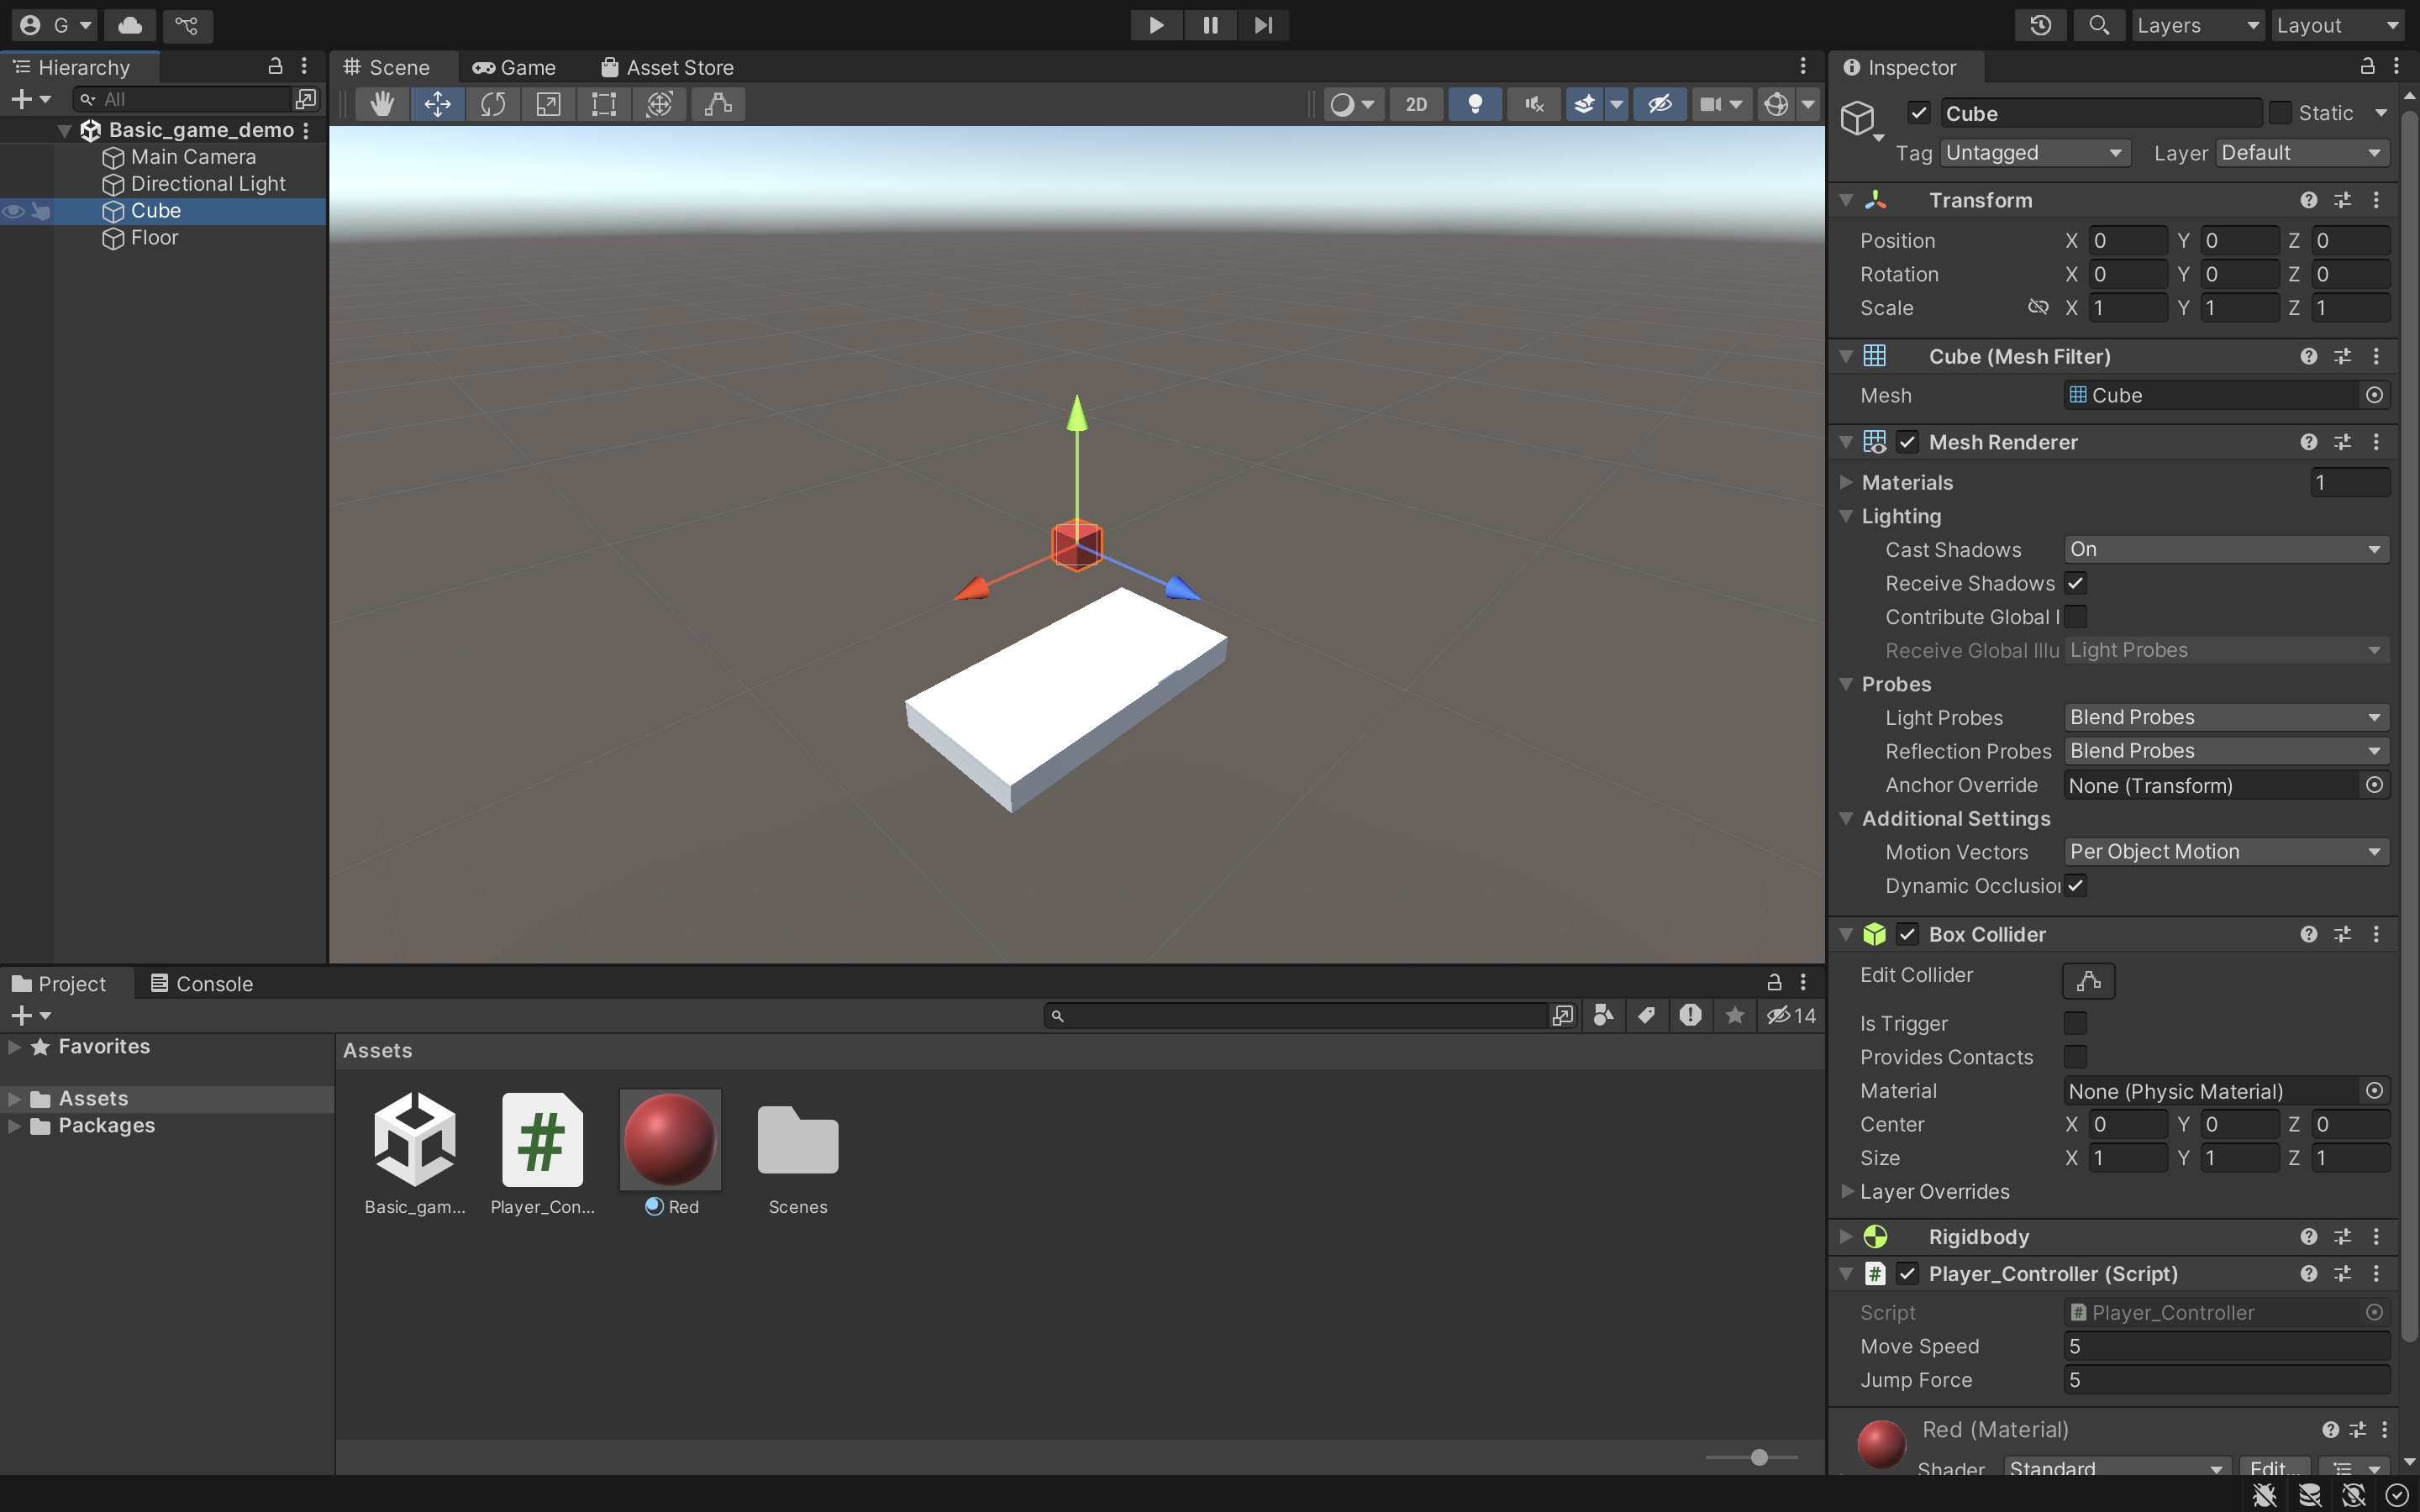 G
Layers
Layout
Hierarchy
All
Basic_game_demo
Main Camera
Directional Light
Cube
Floor
Scene
Game
Asset Store
2D
Inspector
Cube
Static
Tag
Untagged
Layer
Default
Transform
Position X 0 Y 0 Z 0
Rotation X 0 Y 0 Z 0
Scale X 1 Y 1 Z 1
Cube (Mesh Filter)
Mesh
Cube
Mesh Renderer
Materials 1
Lighting
Cast Shadows On
Receive Shadows
Contribute Global I
Receive Global Illu Light Probes
Probes
Light Probes Blend Probes
Reflection Probes Blend Probes
Anchor Override None (Transform)
Additional Settings
Motion Vectors Per Object Motion
Dynamic Occlusion
Box Collider
Edit Collider
Is Trigger
Provides Contacts
Material None (Physic Material)
Center X 0 Y 0 Z 0
Size X 1 Y 1 Z 1
Layer Overrides
Rigidbody
# Player_Controller (Script)
Script # Player_Controller
Move Speed 5
Jump Force 5
Red (Material)
Shader Standard Edit...
Project
Console
14
Favorites
Assets
Packages
Assets
#
Basic_gam...
Player_Con...
Red
Scenes